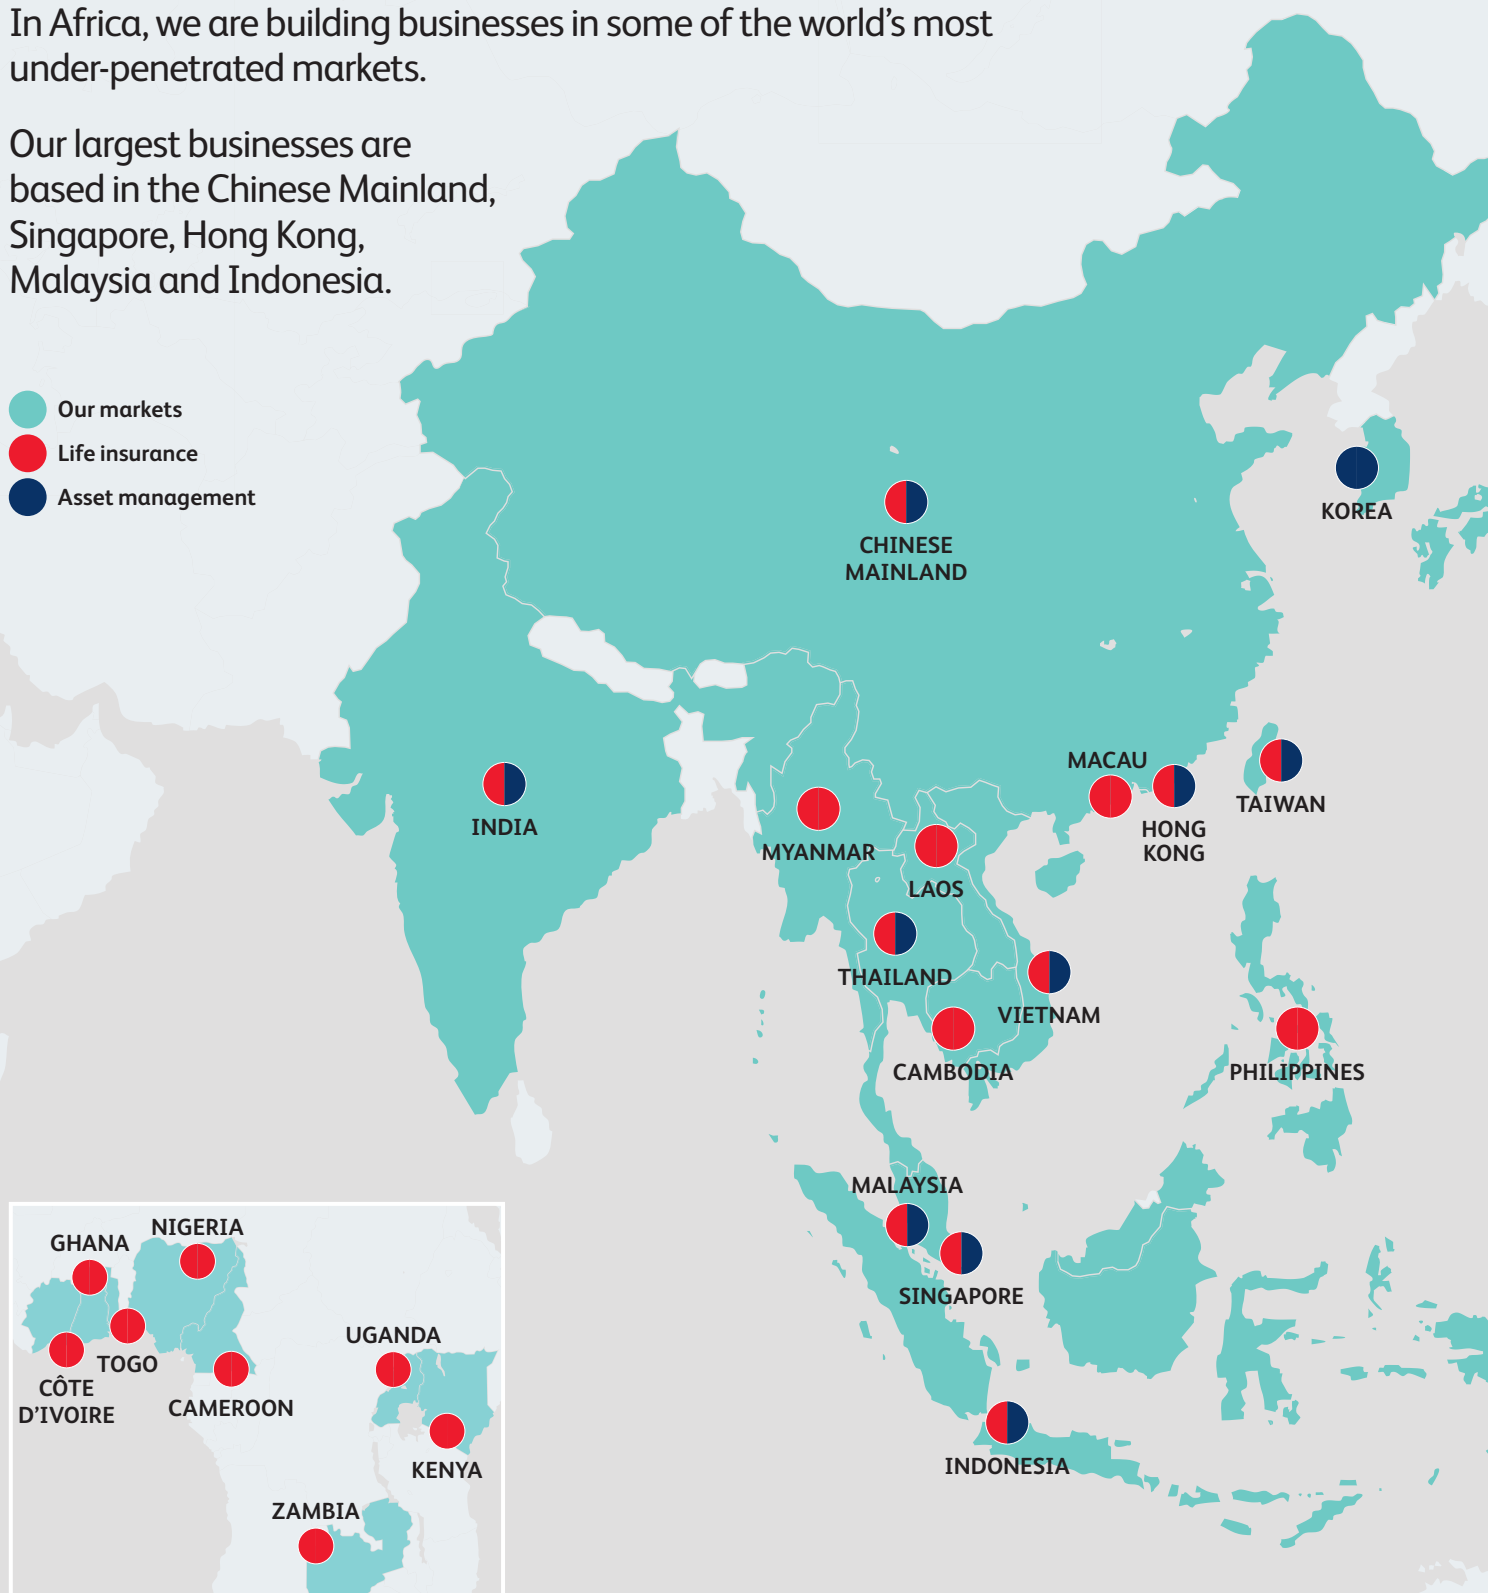 In Africa, we are building businesses in some of the world’s most
under-penetrated markets.
Our largest businesses are
based in the Chinese Mainland,
Singapore, Hong Kong,
Malaysia and Indonesia.
Our markets
Life insurance
Asset management
KOREA
CHINESE
MAINLAND
MACAU
TAIWAN
INDIA
HONG
KONG
MYANMAR
LAOS
THAILAND
VIETNAM
CAMBODIA
PHILIPPINES
MALAYSIA
SINGAPORE
INDONESIA
NIGERIA
GHANA
UGANDA
TOGO
CÔTE
D’IVOIRE
CAMEROON
KENYA
ZAMBIA